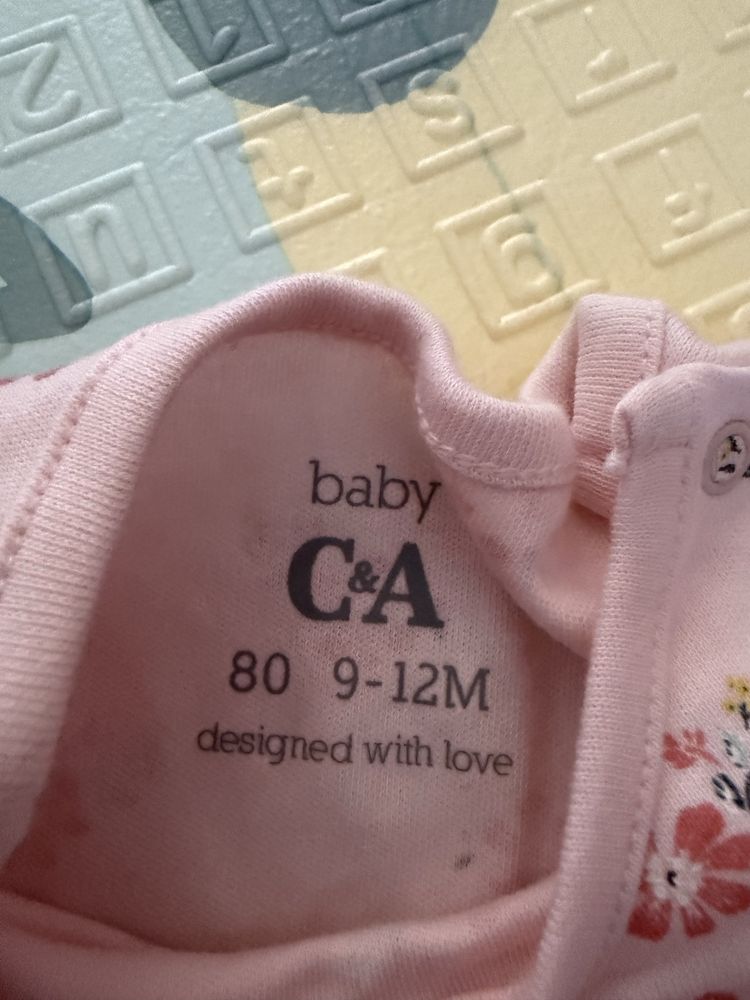 baby
C&A
80 9-12M
designed with love